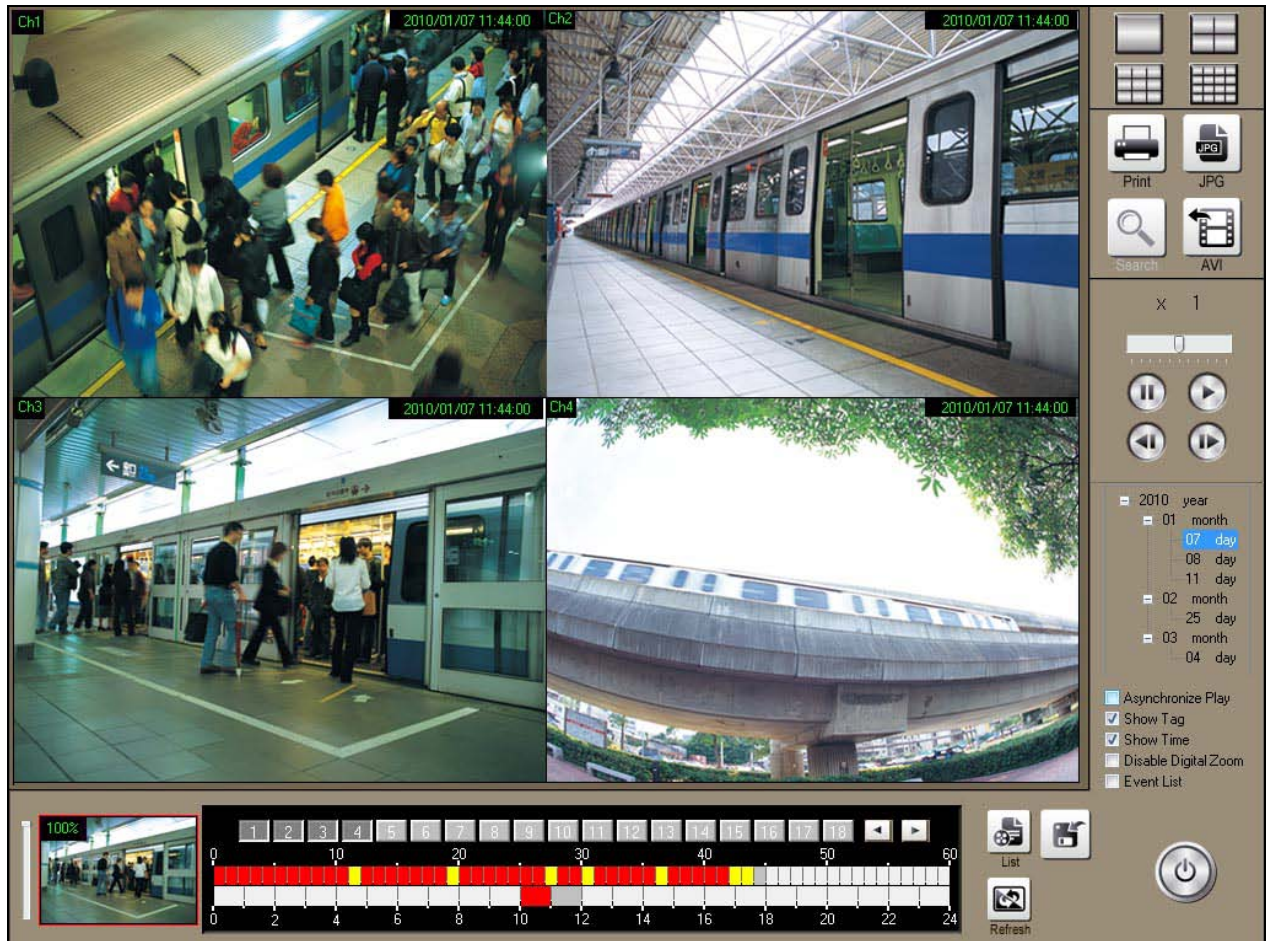 Ch1
2010/01/07 11:44:00
Ch2
2010/01/07 11:44:00
Ch3
2010/01/07 11:44:00
Ch4
2010/01/07 11:44:00
Print
JPG
JPG
Search
AVI
x 1
2010 year
01 month
07 day
08 day
11 day
02 month
25 day
03 month
04 day
Asynchronize Play
Show Tag
Show Time
Disable Digital Zoom
Event List
100%
1 2 3 4 5 6 7 8 9 10 11 12 13 14 15 16 17 18
0 10 20 30 40 50 60
0 2 4 6 8 10 12 14 16 18 20 22 24
List
Refresh